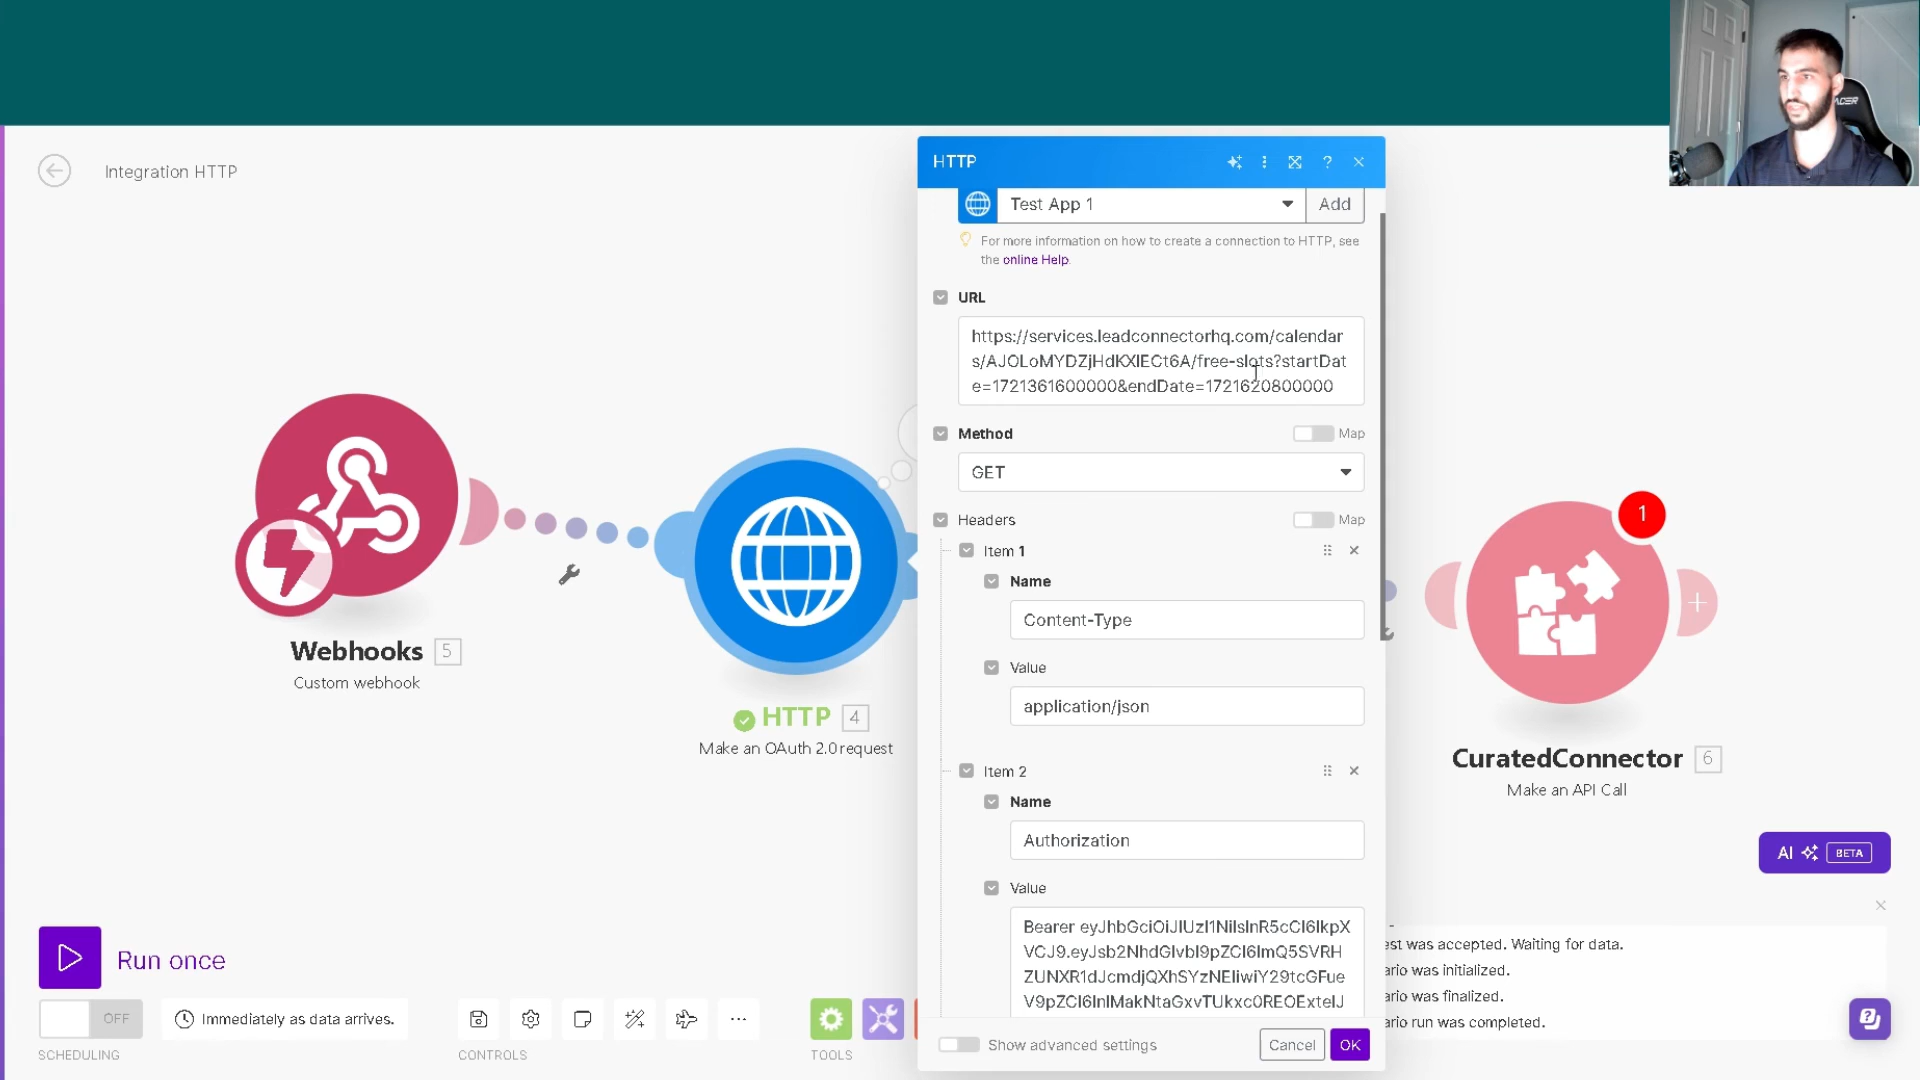 Integration HTTP
HTTP
Test App 1
Add
For more information on how to create a connection to HTTP, see
the online Help.
URL
https://services.leadconnectorhq.com/calendar
s/AJOLoMYDZjHdKXIECt6A/free-slots?startDat
e=1721361600000&endDate=1721620800000
Method
Map
GET
Headers
Map
Item 1
Name
Content-Type
Value
application/json
Item 2
Name
Authorization
Value
Bearer
Webhooks 5
Custom webhook
HTTP 4
Make an OAuth 2.0 request
1
CuratedConnector 6
Make an API Call
AI BETA
est was accepted. Waiting for data.
ario was initialized.
ario was finalized.
ario run was completed.
Run once
OFF
Immediately as data arrives.
SCHEDULING
CONTROLS
TOOLS
Show advanced settings
Cancel
OK